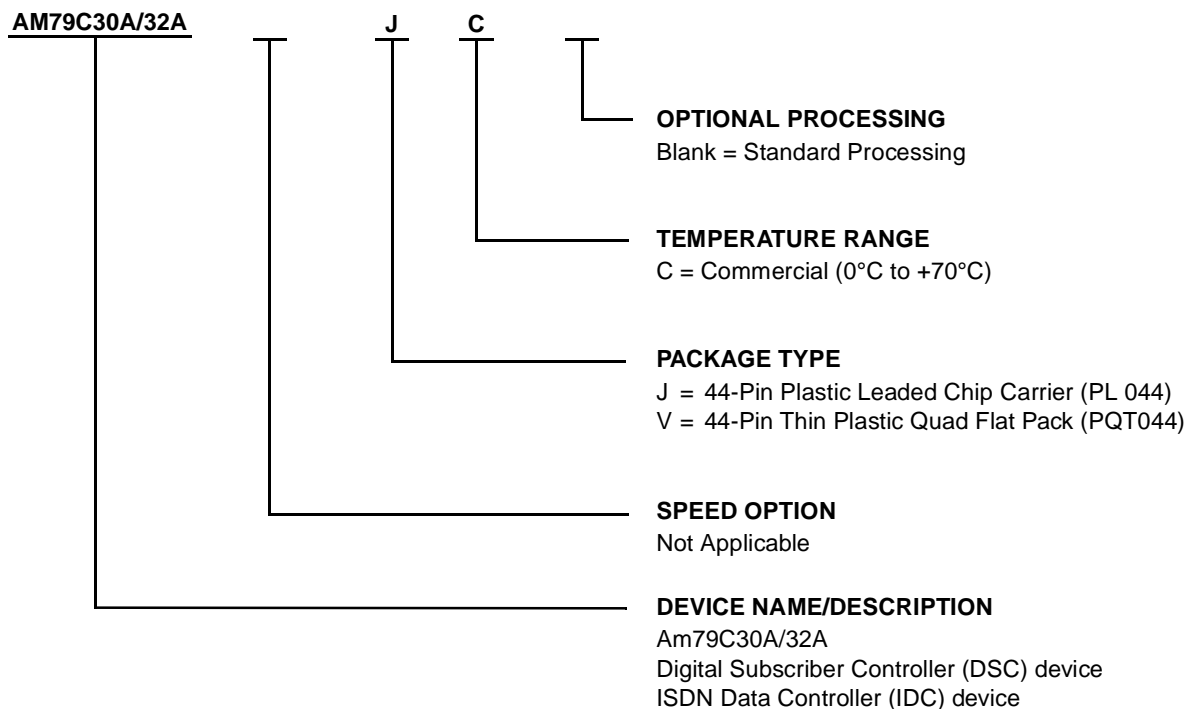 AM79C30A/32A J C
OPTIONAL PROCESSING
Blank = Standard Processing
TEMPERATURE RANGE
C = Commercial (0°C to +70°C)
PACKAGE TYPE
J = 44-Pin Plastic Leaded Chip Carrier (PL 044)
V = 44-Pin Thin Plastic Quad Flat Pack (PQT044)
SPEED OPTION
Not Applicable
DEVICE NAME/DESCRIPTION
Am79C30A/32A
Digital Subscriber Controller (DSC) device
ISDN Data Controller (IDC) device